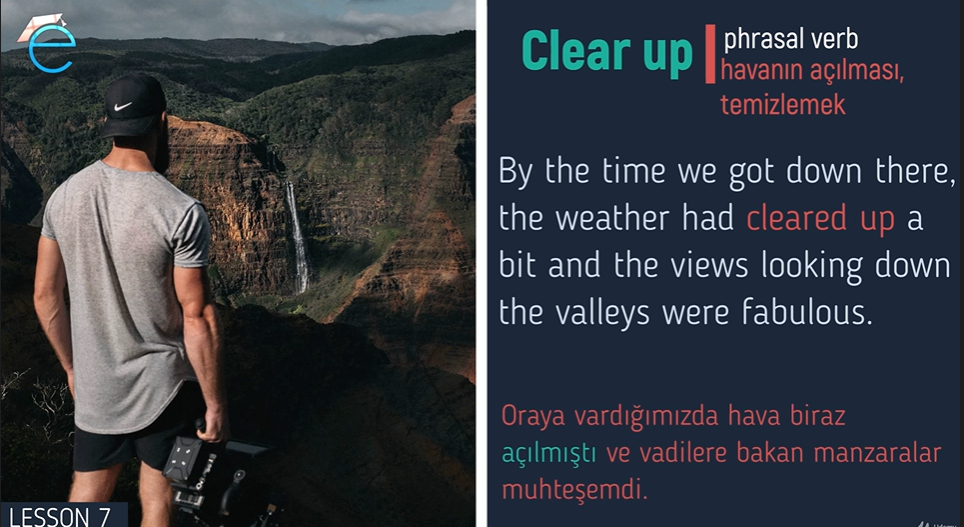 Clear up
phrasal verb
havanın açılması,
temizlemek
By the time we got down there,
the weather had cleared up a
bit and the views looking down
the valleys were fabulous.
Oraya vardığımızda hava biraz
açılmıştı ve vadilere bakan manzaralar
muhteşemdi.
LESSON 7